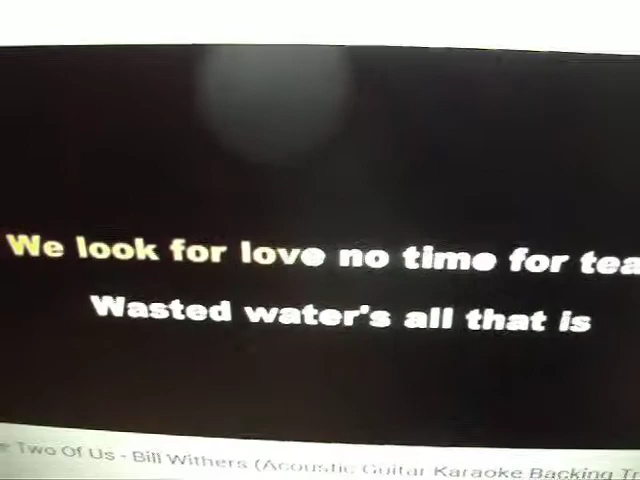 We look for love no time for tea
Wasted water's all that is
e Two Of Us - Bill Withers (Acoustic Guitar Karaoke Backing Tr